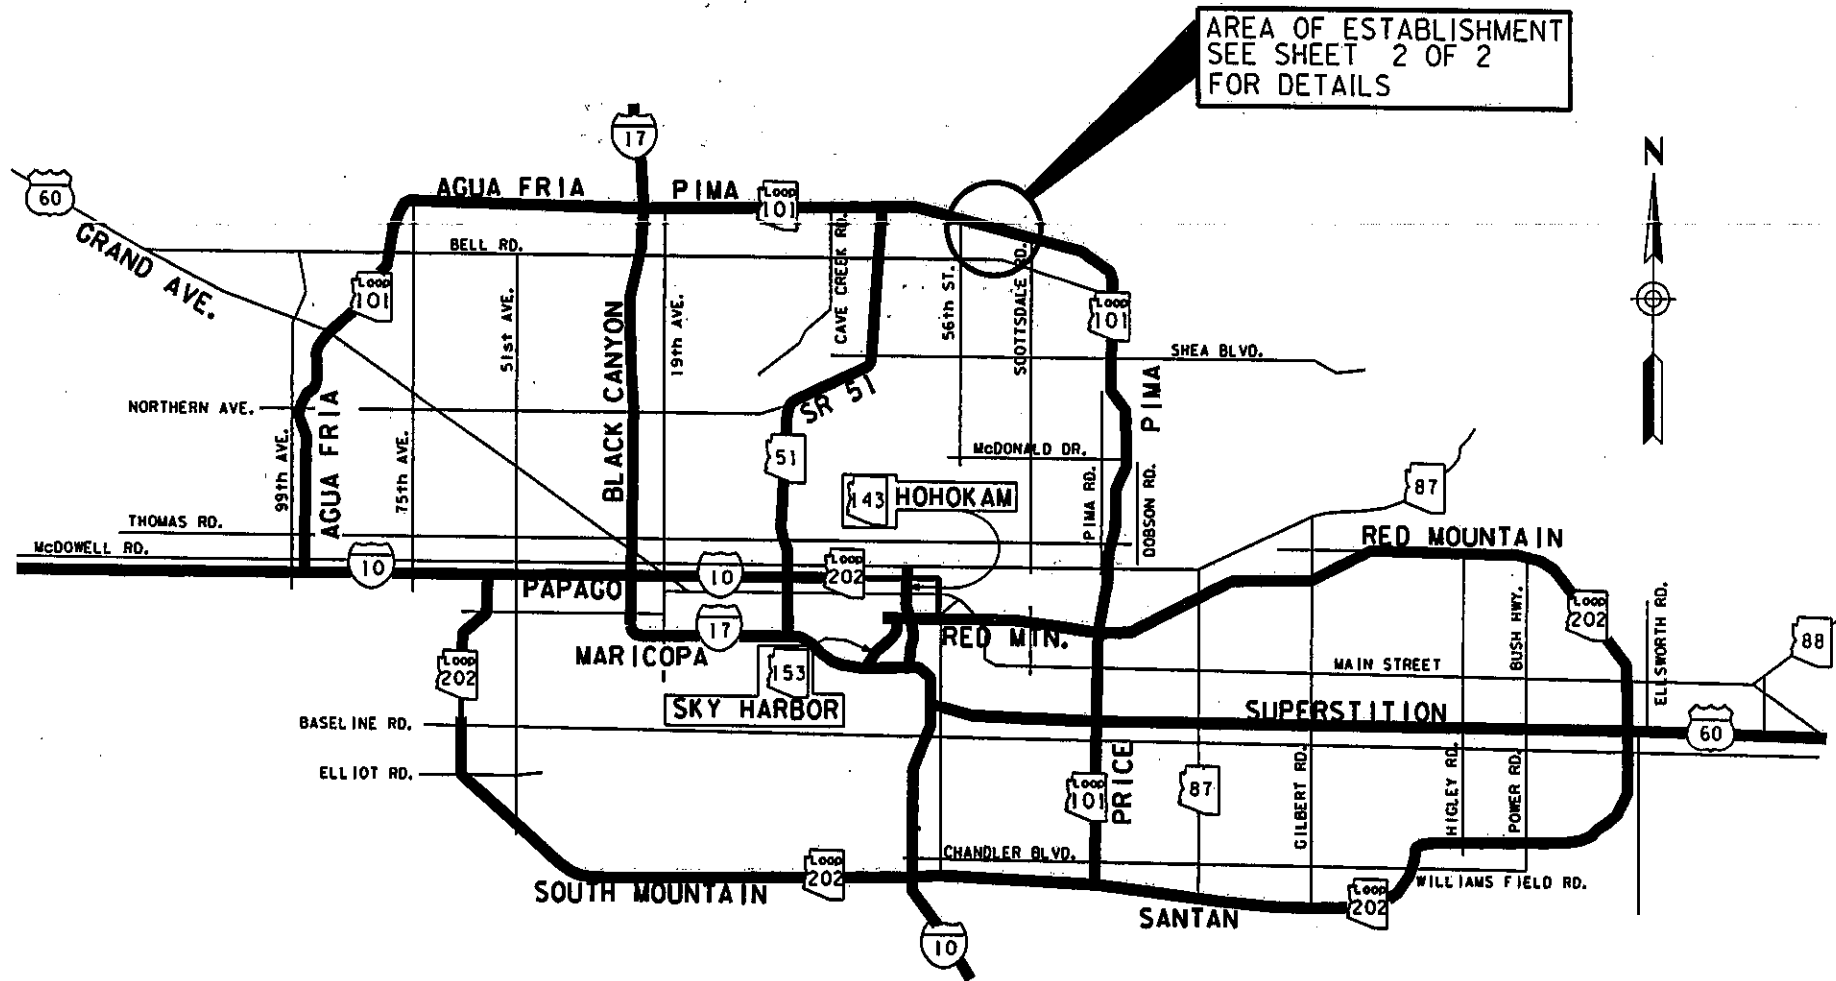 AREA OF ESTABLISHMENT
SEE SHEET 2 OF 2
FOR DETAILS
17
N
60
AGUA FRIA
PIMA
LOOP
101
GRAND AVE.
BELL RD.
CAVE CREEK RD.
56th ST.
SCOTTSDALE RD.
LOOP
101
LOOP
101
51st AVE.
BLACK CANYON
19th AVE.
SHEA BLVD.
PIMA
SR 51
NORTHERN AVE.
99th AVE.
AGUA FRIA
75th AVE.
51
McDONALD DR.
PIMA RD.
DOBSON RD.
87
143
HOHOKAM
THOMAS RD.
McDOWELL RD.
RED MOUNTAIN
10
PAPAGO
10
LOOP
202
BUSH HWY.
LOOP
202
ELLSWORTH RD.
17
RED MTN.
88
MARICOPA
MAIN STREET
LOOP
202
153
SKY HARBOR
SUPERSTITION
60
BASELINE RD.
ELLIOT RD.
LOOP
101
PRICE
87
GILBERT RD.
HIGLEY RD.
POWER RD.
CHANDLER BLVD.
LOOP
202
SOUTH MOUNTAIN
WILLIAMS FIELD RD.
LOOP
202
SANTAN
10